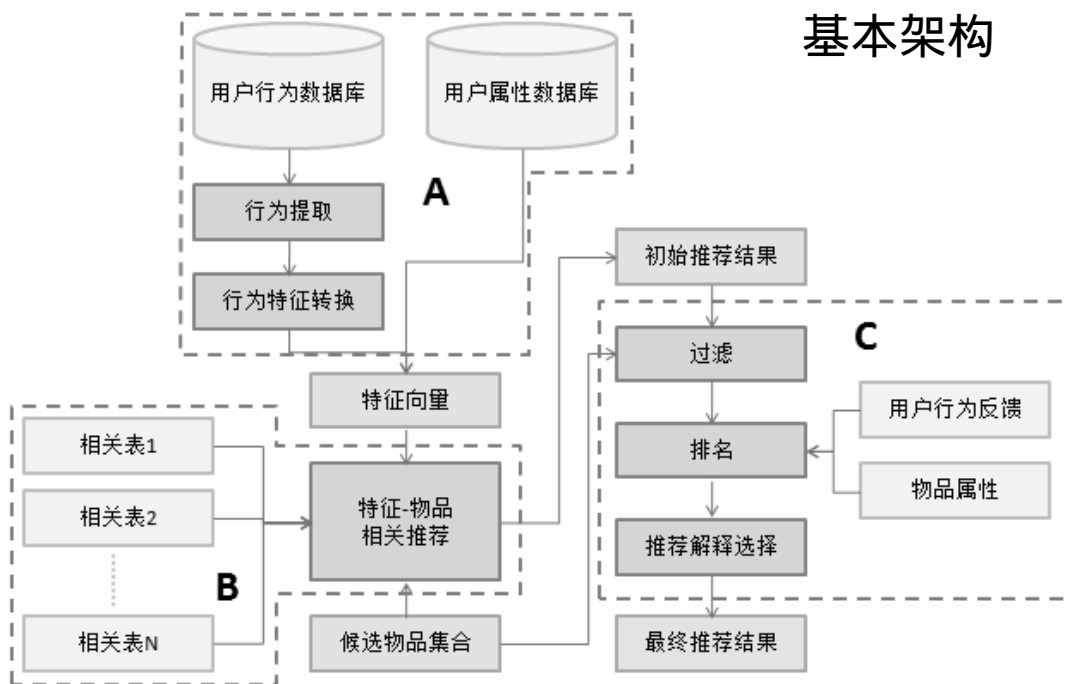 基本架构
用户行为数据库
用户属性数据库
A
行为提取
行为特征转换
特征向量
相关表1
相关表2
相关表N
B
特征-物品
相关推荐
候选物品集合
初始推荐结果
C
过滤
用户行为反馈
排名
物品属性
推荐解释选择
最终推荐结果